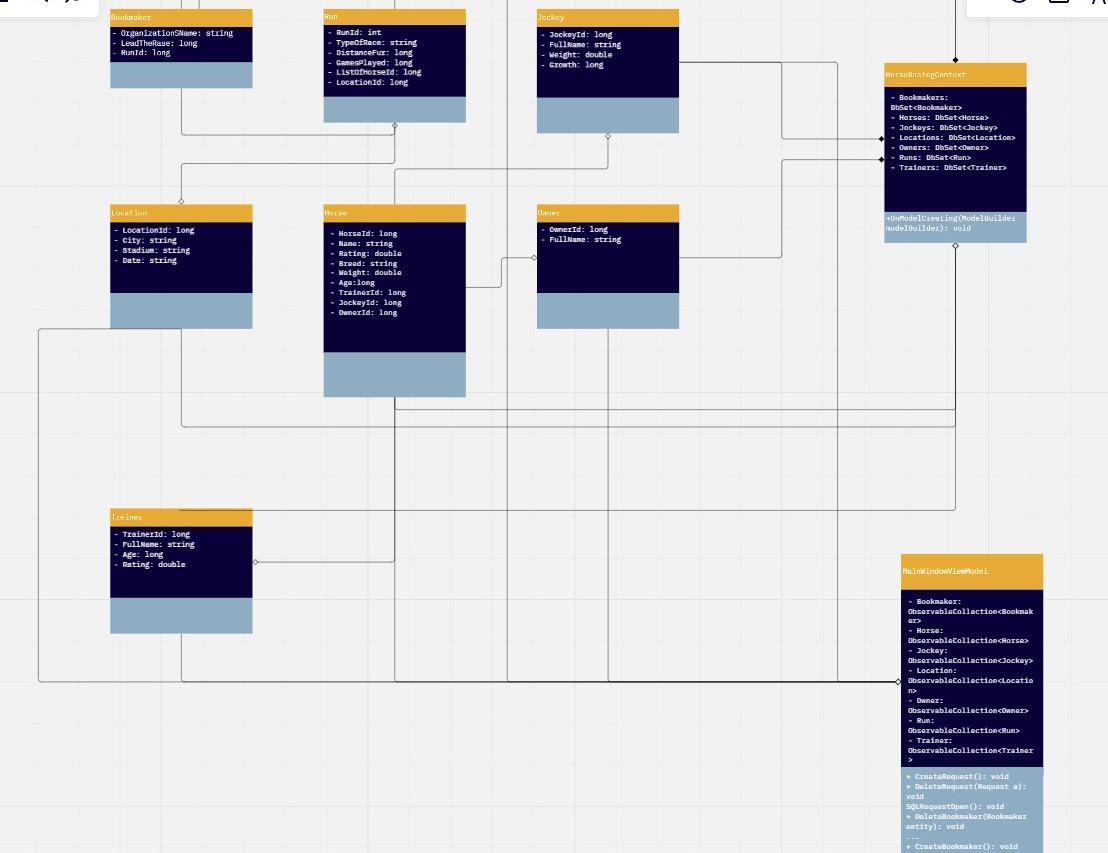 Bookmaker
- OrganizationSName: string
- LeadTheRase: long
- RunId: long
Run
- RunId: int
- TypeOfRace: string
- DistanceFur: long
- GamesPlayed: long
- ListOfHorseId: long
- LocationId: long
Jockey
- JockeyId: long
- FullName: string
- Weight: double
- Growth: long
HorseRasingContext
- Bookmakers:
DbSet<Bookmaker>
- Horses: DbSet<Horse>
- Jockeys: DbSet<Jockey>
- Locations: DbSet<Location>
- Owners: DbSet<Owner>
- Runs: DbSet<Run>
- Trainers: DbSet<Trainer>
+OnModelCreating(ModelBuilder
modelBuilder): void
Location
- LocationId: long
- City: string
- Stadium: string
- Date: string
Horse
- HorseId: long
- Name: string
- Rating: double
- Breed: string
- Weight: double
- Age:long
- TrainerId: long
- JockeyId: long
- OwnerId: long
Owner
- OwnerId: long
- FullName: string
Treiner
- TrainerId: long
- FullName: string
- Age: long
- Rating: double
MainWindowViewModel
- Bookmaker:
ObservableCollection<Bookmak
er>
- Horse:
ObservableCollection<Horse>
- Jockey:
ObservableCollection<Jockey>
- Location:
ObservableCollection<Locatio
n>
- Owner:
ObservableCollection<Owner>
- Run:
ObservableCollection<Run>
- Trainer:
ObservableCollection<Trainer
>
+ CreateRequest(): void
+ DeleteRequest(Request e):
void
SQLRequestOpen(): void
+ DeleteBookmaker(Bookmaker
entity): void
...
+ CreateBookmaker(): void